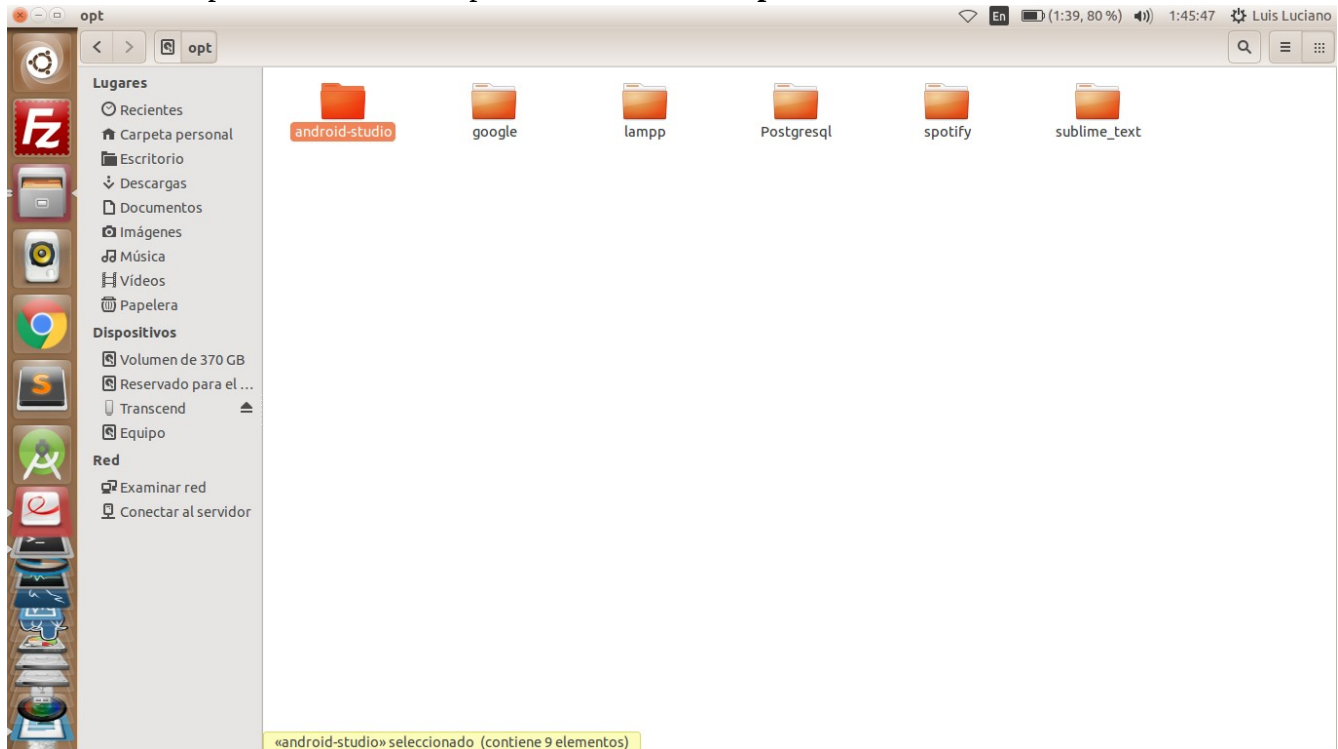 opt
En
(1:39, 80 %)
1:45:47
Luis Luciano
opt
Lugares
Recientes
Carpeta personal
Escritorio
Descargas
Documentos
Imágenes
Música
Vídeos
Papelera
Dispositivos
Volumen de 370 GB
Reservado para el ...
Transcend
Equipo
Red
Examinar red
Conectar al servidor
android-studio
google
lampp
Postgresql
spotify
sublime_text
«android-studio» seleccionado (contiene 9 elementos)